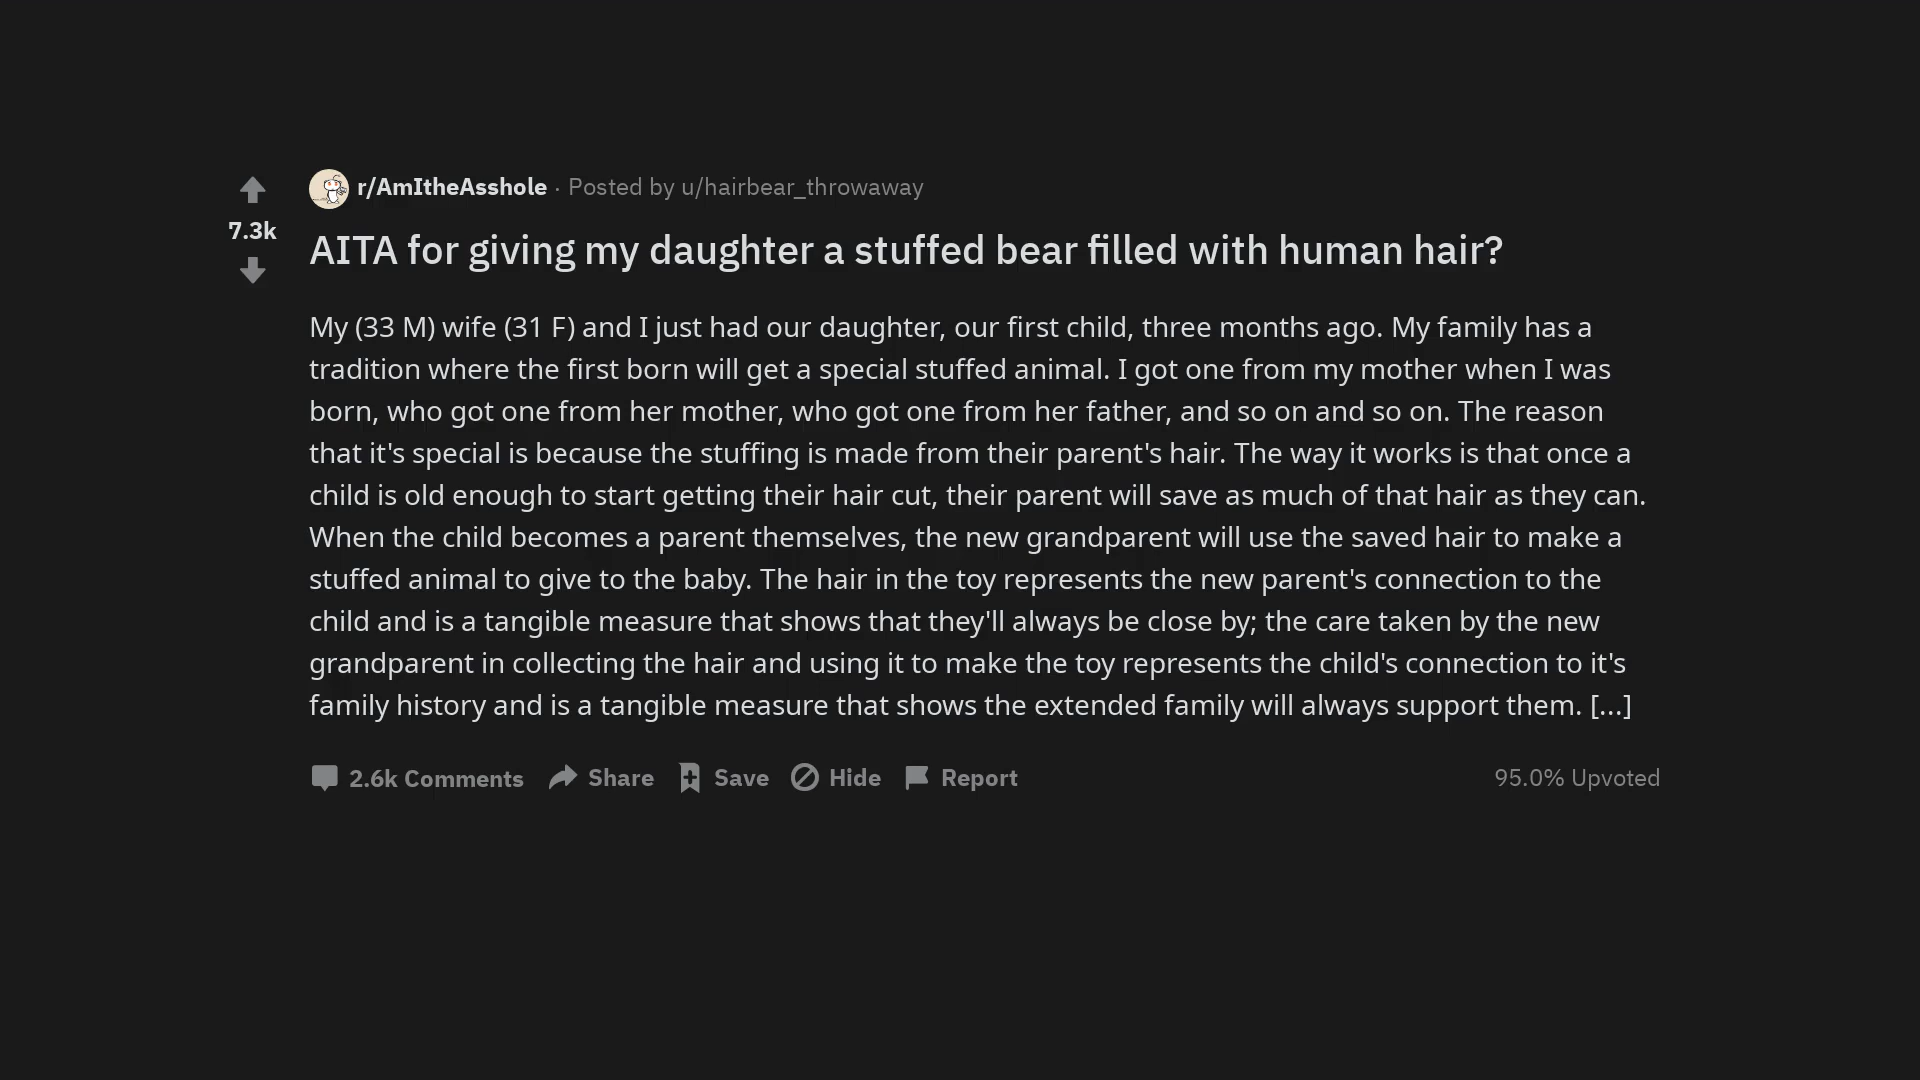 r/AmItheAsshole · Posted by u/hairbear_throwaway
7.3k
AITA for giving my daughter a stuffed bear filled with human hair?
My (33 M) wife (31 F) and I just had our daughter, our first child, three months ago. My family has a
tradition where the first born will get a special stuffed animal. I got one from my mother when I was
born, who got one from her mother, who got one from her father, and so on and so on. The reason
that it's special is because the stuffing is made from their parent's hair. The way it works is that once a
child is old enough to start getting their hair cut, their parent will save as much of that hair as they can.
When the child becomes a parent themselves, the new grandparent will use the saved hair to make a
stuffed animal to give to the baby. The hair in the toy represents the new parent's connection to the
child and is a tangible measure that shows that they'll always be close by; the care taken by the new
grandparent in collecting the hair and using it to make the toy represents the child's connection to it's
family history and is a tangible measure that shows the extended family will always support them. [...]
2.6k Comments Share Save Hide Report 95.0% Upvoted